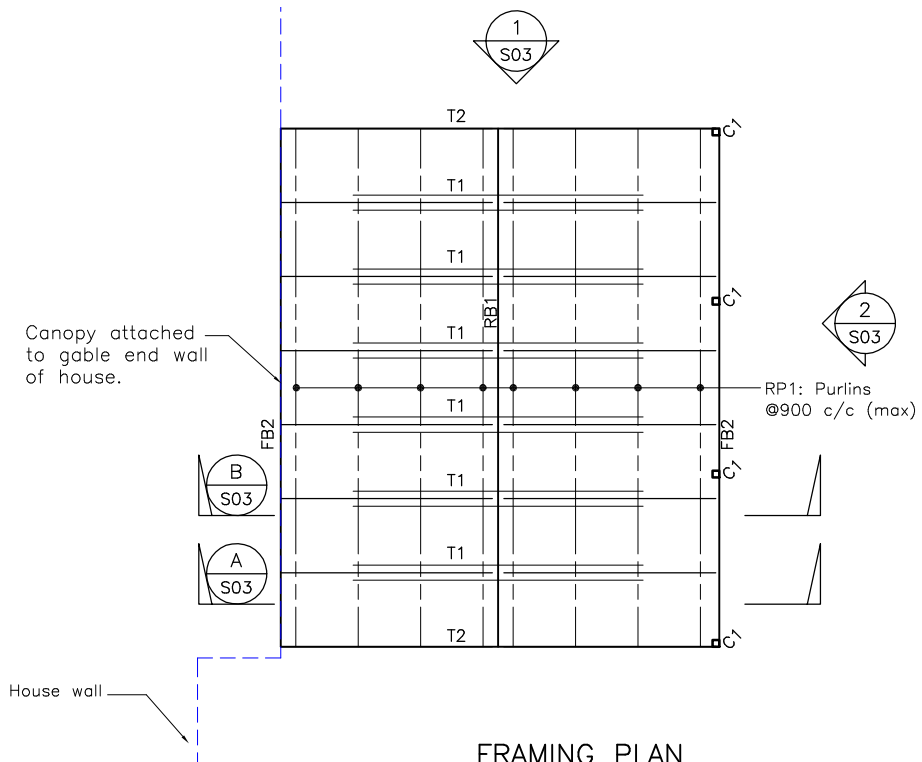 1
S03
T2
C1
T1
T1
C1
RB1
2
S03
Canopy attached
to gable end wall
of house.
T1
RP1: Purlins
@900 c/c (max)
T1
FB2
FB2
B
S03
C1
T1
A
S03
T1
T2
C1
House wall
FRAMING PLAN